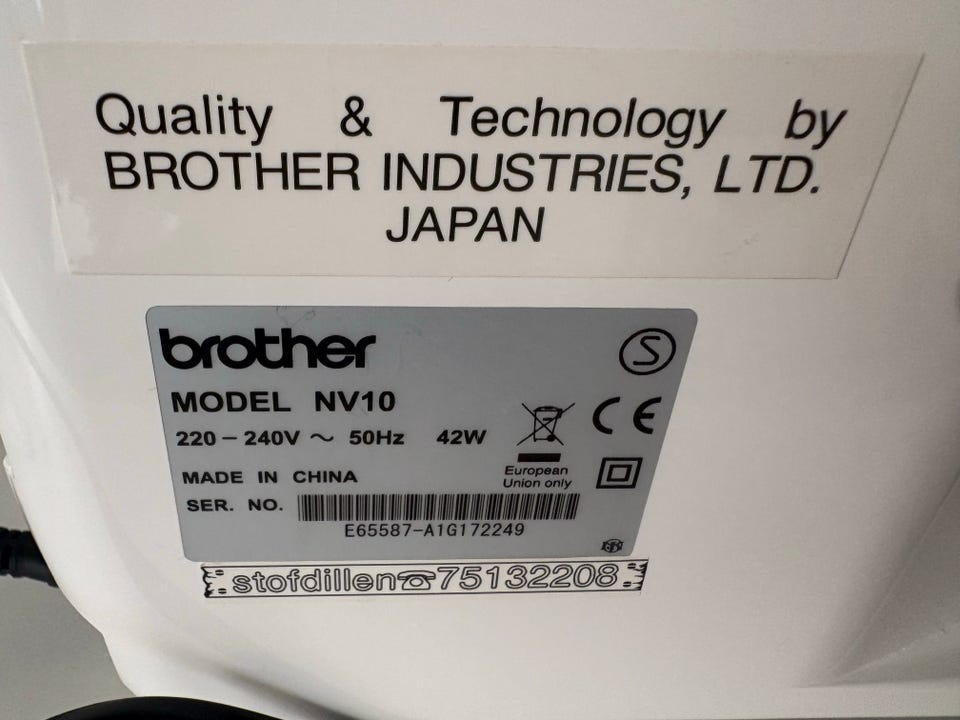 Quality & Technology by
BROTHER INDUSTRIES, LTD.
JAPAN
brother
S
MODEL NV10
220－240V ～ 50Hz 42W
CE
MADE IN CHINA
European
Union only
SER. NO.
E65587-A1G172249
stofdillen☎75132208